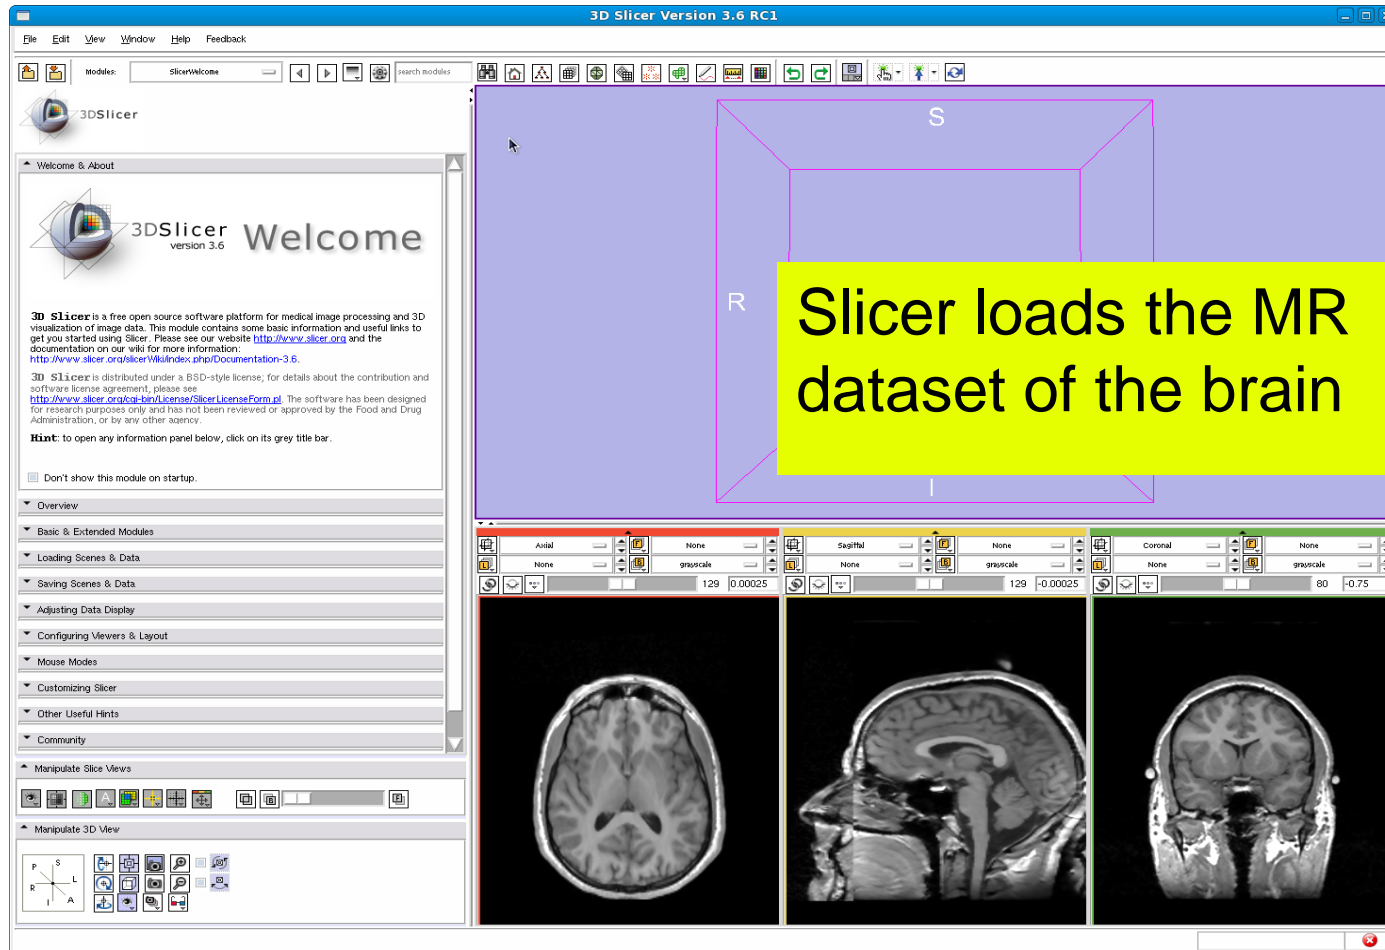 3D Slicer Version 3.6 RC1
File Edit View Window Help Feedback
Modules: SlicerWelcome search modules
3DSlicer
Welcome & About
3DSlicer
version 3.6
Welcome
3D Slicer is a free open source software platform for medical image processing and 3D
visualization of image data. This module contains some basic information and useful links to
get you started using Slicer. Please see our website http://www.slicer.org and the
documentation on our wiki for more information:
http://www.slicer.org/slicerWiki/index.php/Documentation-3.6.
3D Slicer is distributed under a BSD-style license; for details about the contribution and
software license agreement, please see
http://www.slicer.org/cgi-bin/License/SlicerLicenseForm.pl. The software has been designed
for research purposes only and has not been reviewed or approved by the Food and Drug
Administration, or by any other agency.
Hint: to open any information panel below, click on its grey title bar.
Don't show this module on startup.
Overview
Basic & Extended Modules
Loading Scenes & Data
Saving Scenes & Data
Adjusting Data Display
Configuring Viewers & Layout
Mouse Modes
Customizing Slicer
Other Useful Hints
Community
Manipulate Slice Views
Manipulate 3D View
P S
R L
I A
S
R
I
Slicer loads the MR
dataset of the brain
Axial None
None grayscale
129 0.00025
Sagittal None
None grayscale
129 -0.00025
Coronal None
None grayscale
80 -0.75